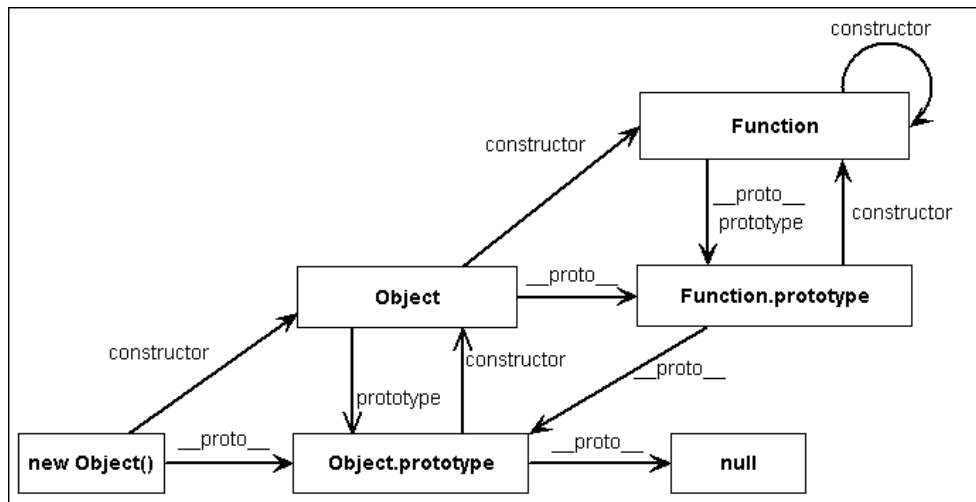 constructor
Function
constructor
__proto__
prototype
constructor
Object
__proto__
Function.prototype
constructor
constructor
__proto__
prototype
new Object()
__proto__
Object.prototype
__proto__
null